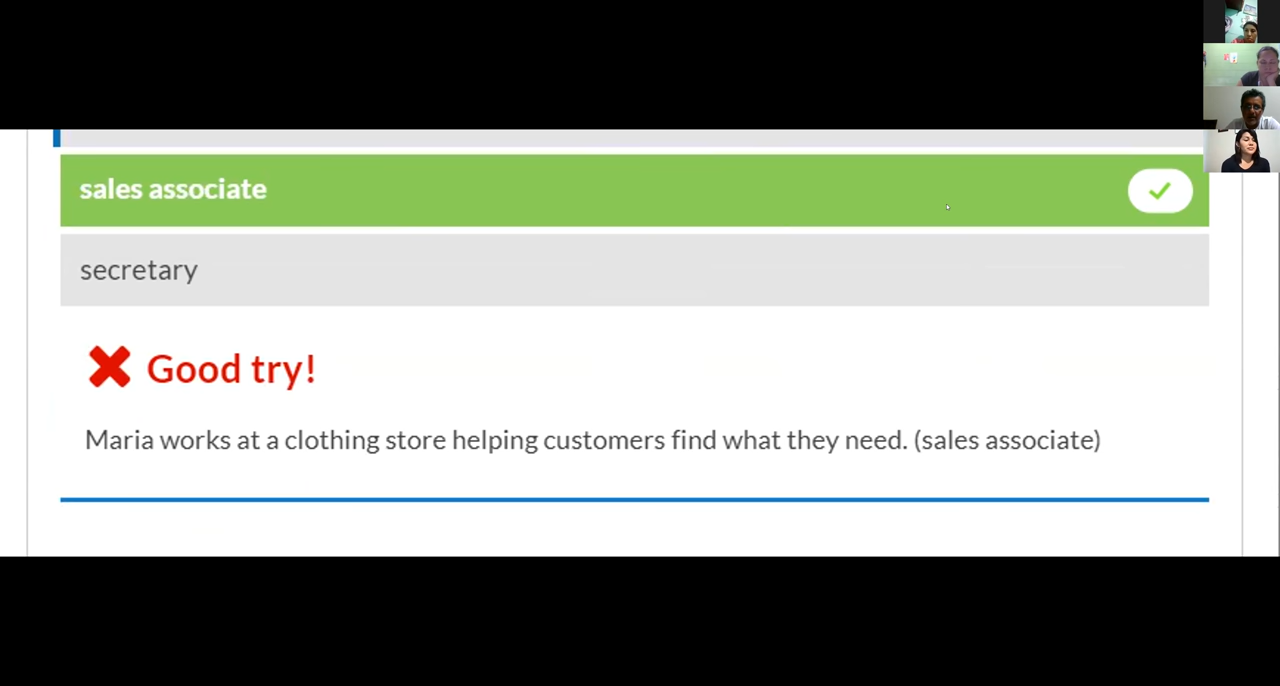 sales associate
secretary
Good try!
Maria works at a clothing store helping customers find what they need. (sales associate)